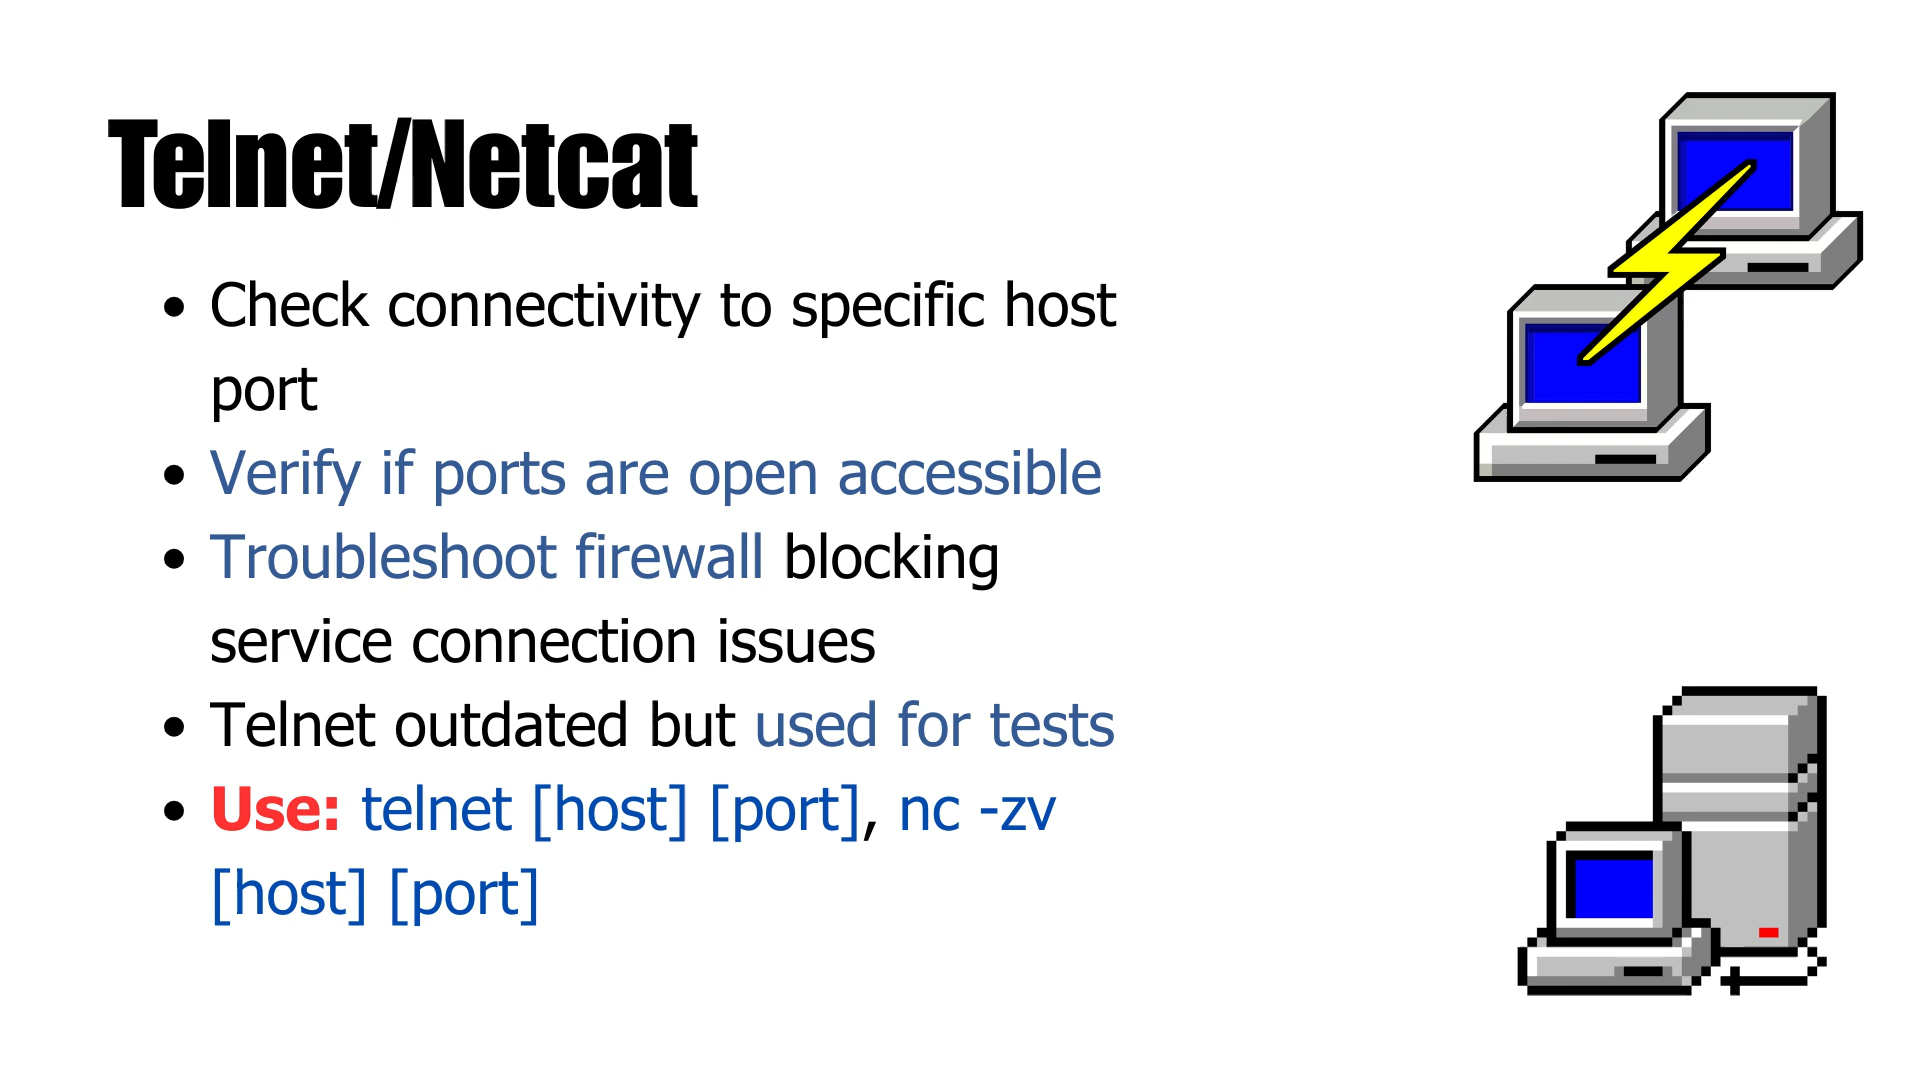 Telnet/Netcat
• Check connectivity to specific host
port
• Verify if ports are open accessible
• Troubleshoot firewall blocking
service connection issues
• Telnet outdated but used for tests
• Use: telnet [host] [port], nc -zv
[host] [port]